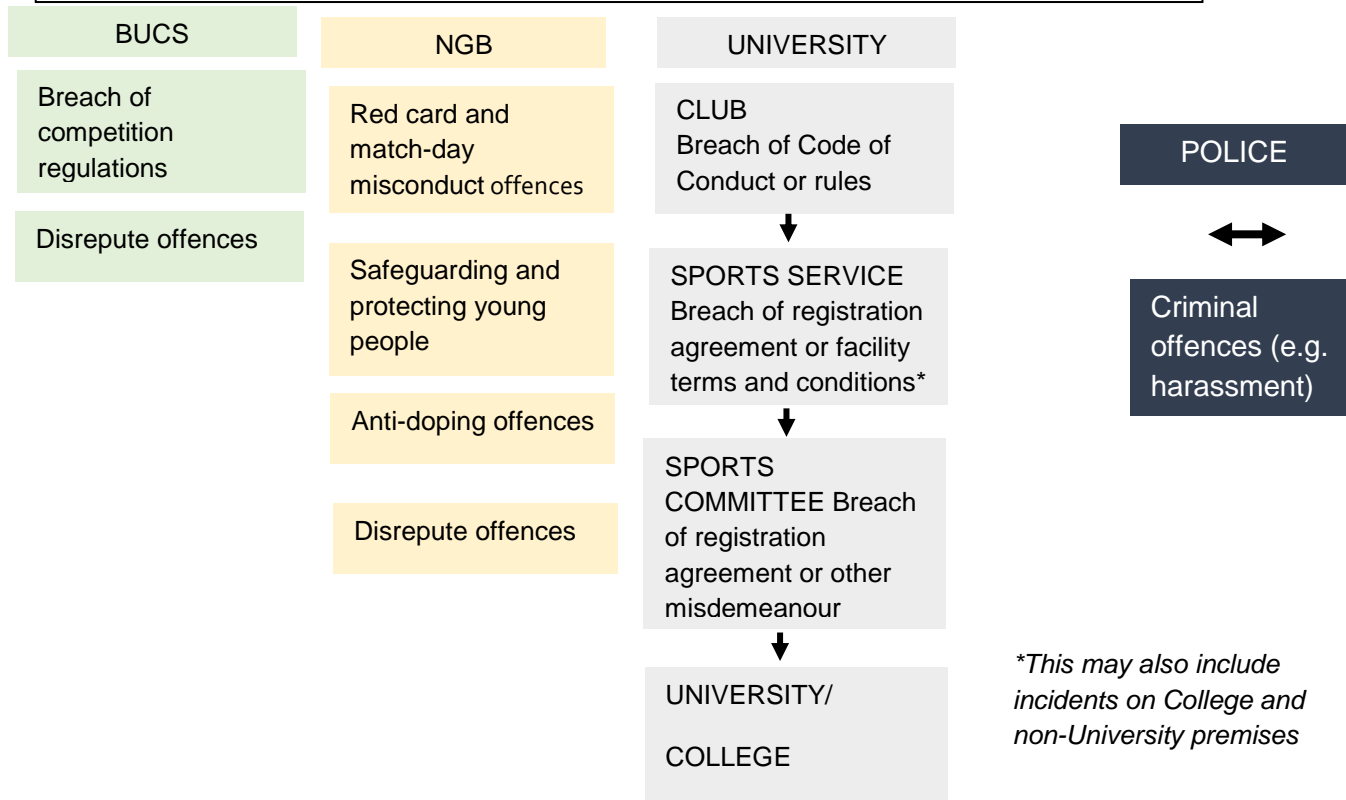 BUCS
Breach of
competition
regulations
Disrepute offences
NGB
Red card and
match-day
misconduct offences
Safeguarding and
protecting young
people
Anti-doping offences
Disrepute offences
UNIVERSITY
CLUB
Breach of Code of
Conduct or rules
SPORTS SERVICE
Breach of registration
agreement or facility
terms and conditions*
SPORTS
COMMITTEE Breach
of registration
agreement or other
misdemeanour
UNIVERSITY/
COLLEGE
POLICE
Criminal
offences (e.g.
harassment)
*This may also include
incidents on College and
non-University premises